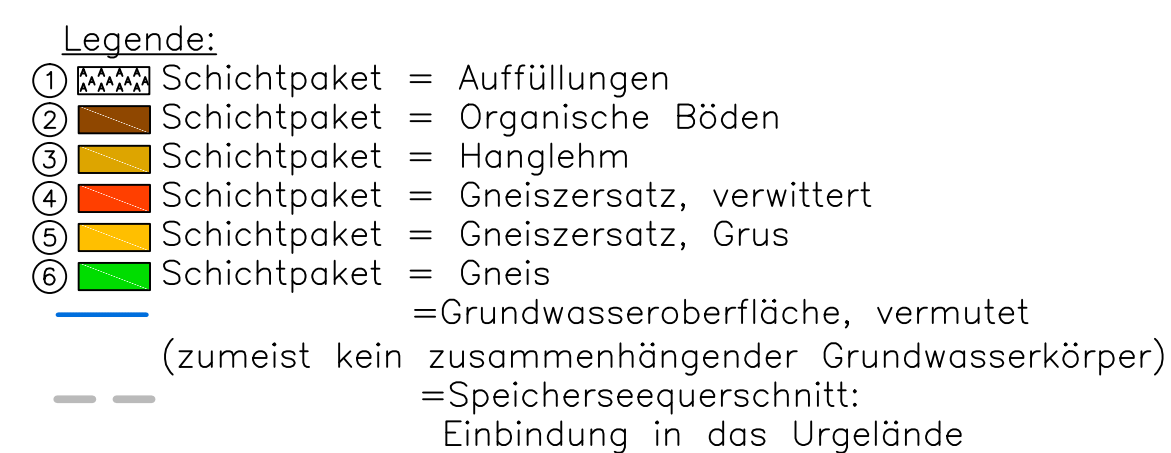 Legende:
1 Schichtpaket = Auffüllungen
2 Schichtpaket = Organische Böden
3 Schichtpaket = Hanglehm
4 Schichtpaket = Gneiszersatz, verwittert
5 Schichtpaket = Gneiszersatz, Grus
6 Schichtpaket = Gneis
=Grundwasseroberfläche, vermutet
(zumeist kein zusammenhängender Grundwasserkörper)
=Speicherseequerschnitt:
Einbindung in das Urgelände